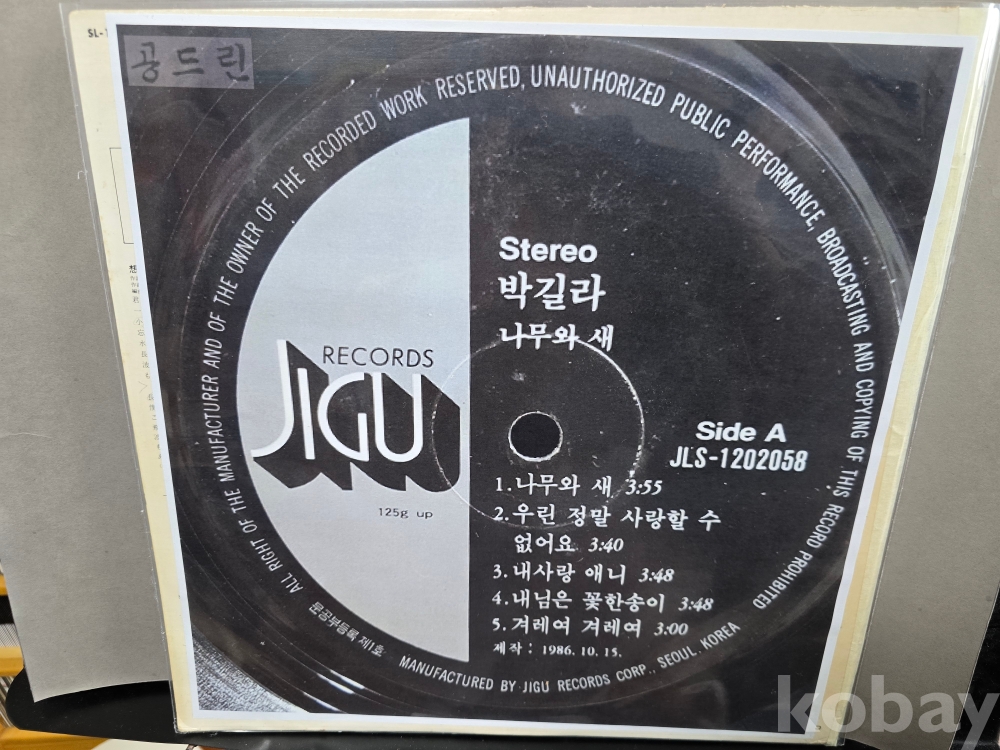 SL-1
공드린
ALL RIGHT OF THE MANUFACTURER AND OF THE OWNER OF THE RECORDED WORK RESERVED, UNAUTHORIZED PUBLIC PERFORMANCE, BROADCASTING AND COPYING OF THIS RECORD PROHIBITED
Stereo
박길라
나무와 새
RECORDS
JIGU
125g up
Side A
JLS-1202058
1. 나무와 새 3:55
2. 우린 정말 사랑할 수
없어요 3:40
3. 내사랑 애니 3:48
4. 내님은 꽃한송이 3:48
5. 겨레여 겨레여 3:00
제작: 1986. 10. 15.
문공부등록 제1호
MANUFACTURED BY JIGU RECORDS CORP., SEOUL, KOREA
kobay